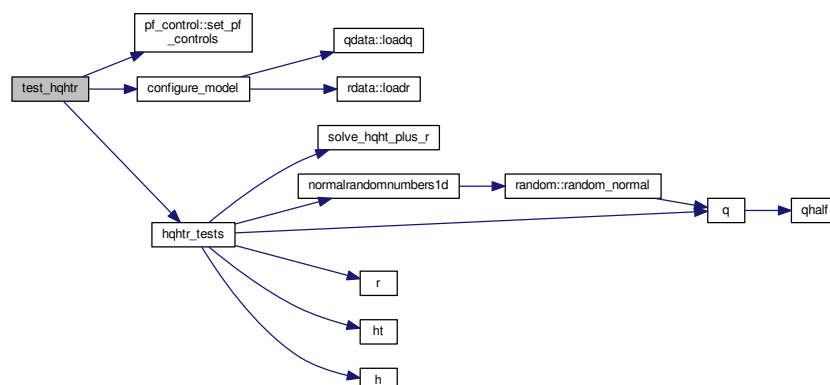 pf_control::set_pf
_controls
qdata::loadq
test_hqhtr
configure_model
rdata::loadr
solve_hqht_plus_r
normalrandomnumbers1d
random::random_normal
q
qhalf
hqhtr_tests
r
ht
h